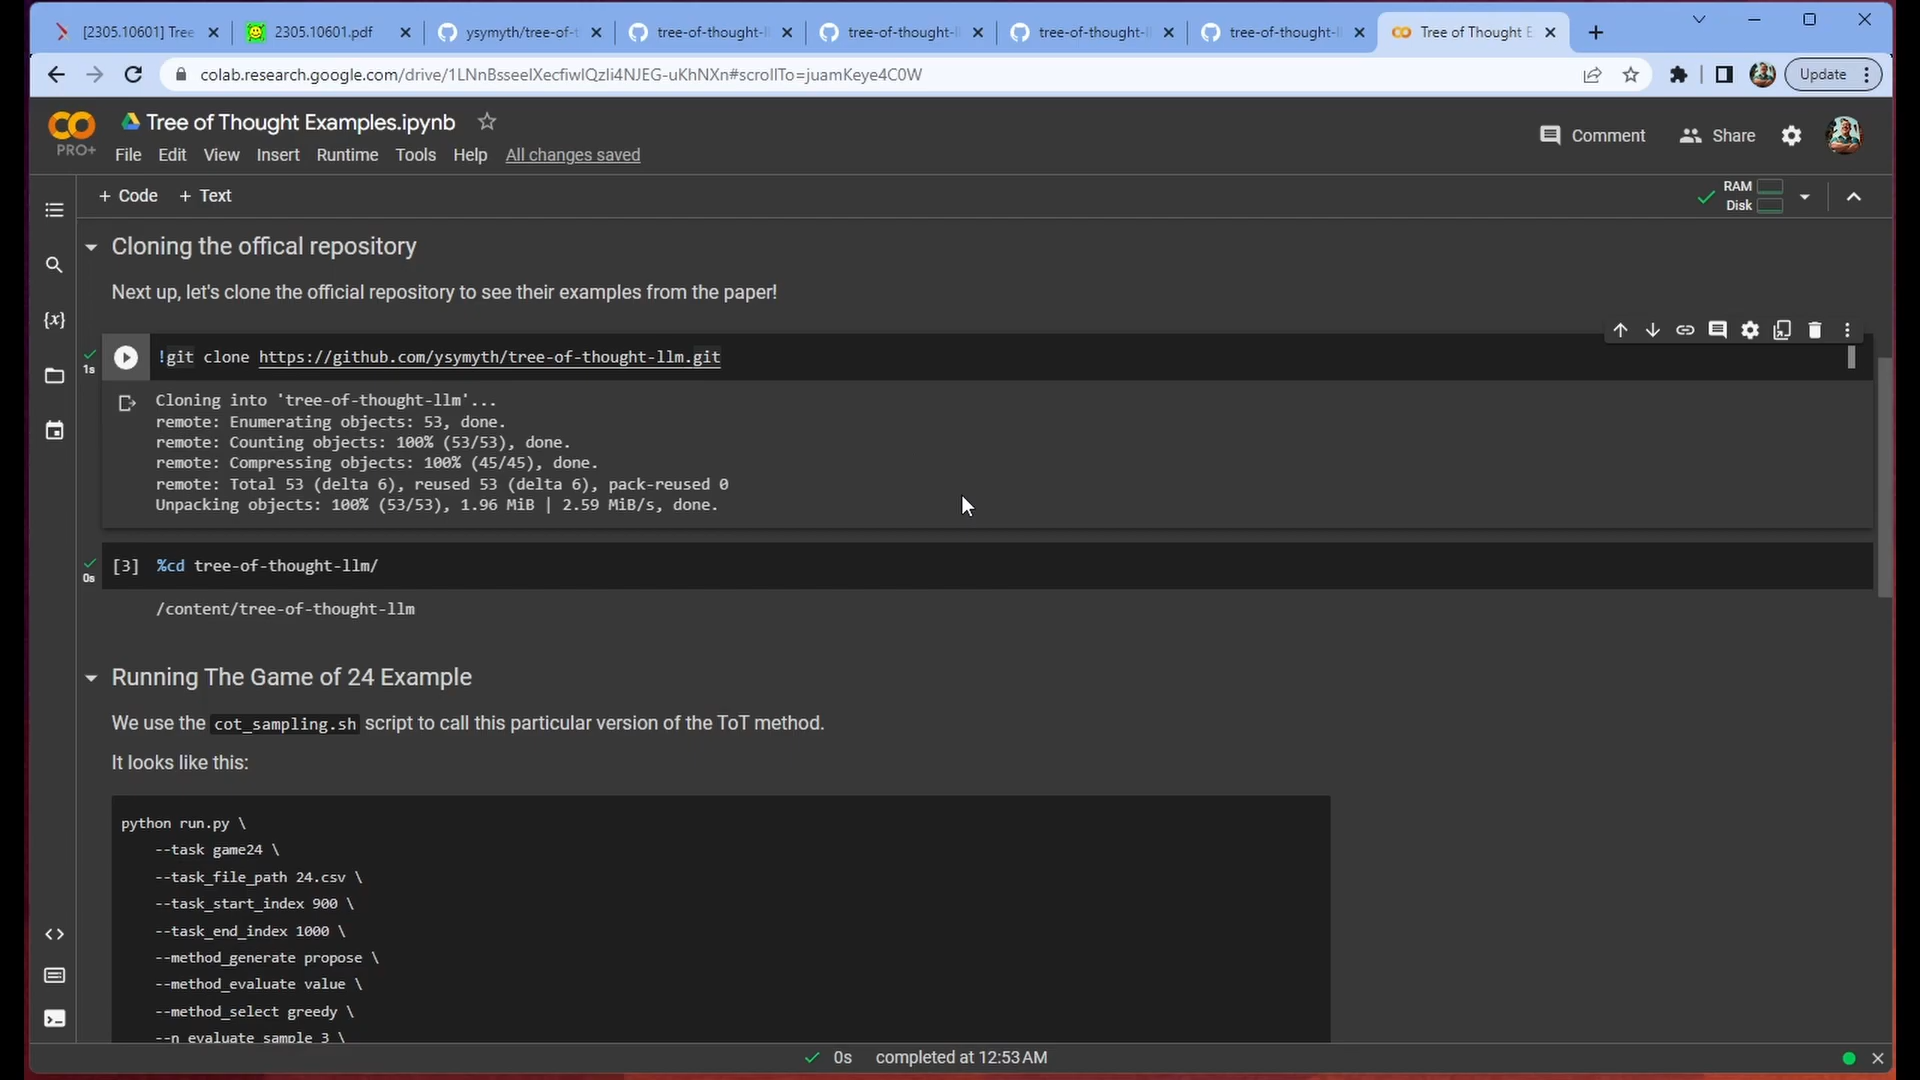 [2305.10601] Tree
2305.10601.pdf
ysymyth/tree-of-t
tree-of-thought-l
tree-of-thought-l
tree-of-thought-l
tree-of-thought-l
Tree of Thought E
colab.research.google.com/drive/1LNnBsseeIXecfiwIQzIi4NJEG-uKhNXn#scrollTo=juamKeye4C0W
Update
PRO+
Tree of Thought Examples.ipynb
File Edit View Insert Runtime Tools Help All changes saved
Comment
Share
+ Code + Text
RAM
Disk
Cloning the offical repository
Next up, let's clone the official repository to see their examples from the paper!
1s
!git clone https://github.com/ysymyth/tree-of-thought-llm.git
Cloning into 'tree-of-thought-llm'...
remote: Enumerating objects: 53, done.
remote: Counting objects: 100% (53/53), done.
remote: Compressing objects: 100% (45/45), done.
remote: Total 53 (delta 6), reused 53 (delta 6), pack-reused 0
Unpacking objects: 100% (53/53), 1.96 MiB | 2.59 MiB/s, done.
0s
[3] %cd tree-of-thought-llm/
/content/tree-of-thought-llm
Running The Game of 24 Example
We use the cot_sampling.sh script to call this particular version of the ToT method.
It looks like this:
python run.py \
--task game24 \
--task_file_path 24.csv \
--task_start_index 900 \
--task_end_index 1000 \
--method_generate propose \
--method_evaluate value \
--method_select greedy \
--n_evaluate_sample 3 \
{x}
0s completed at 12:53 AM